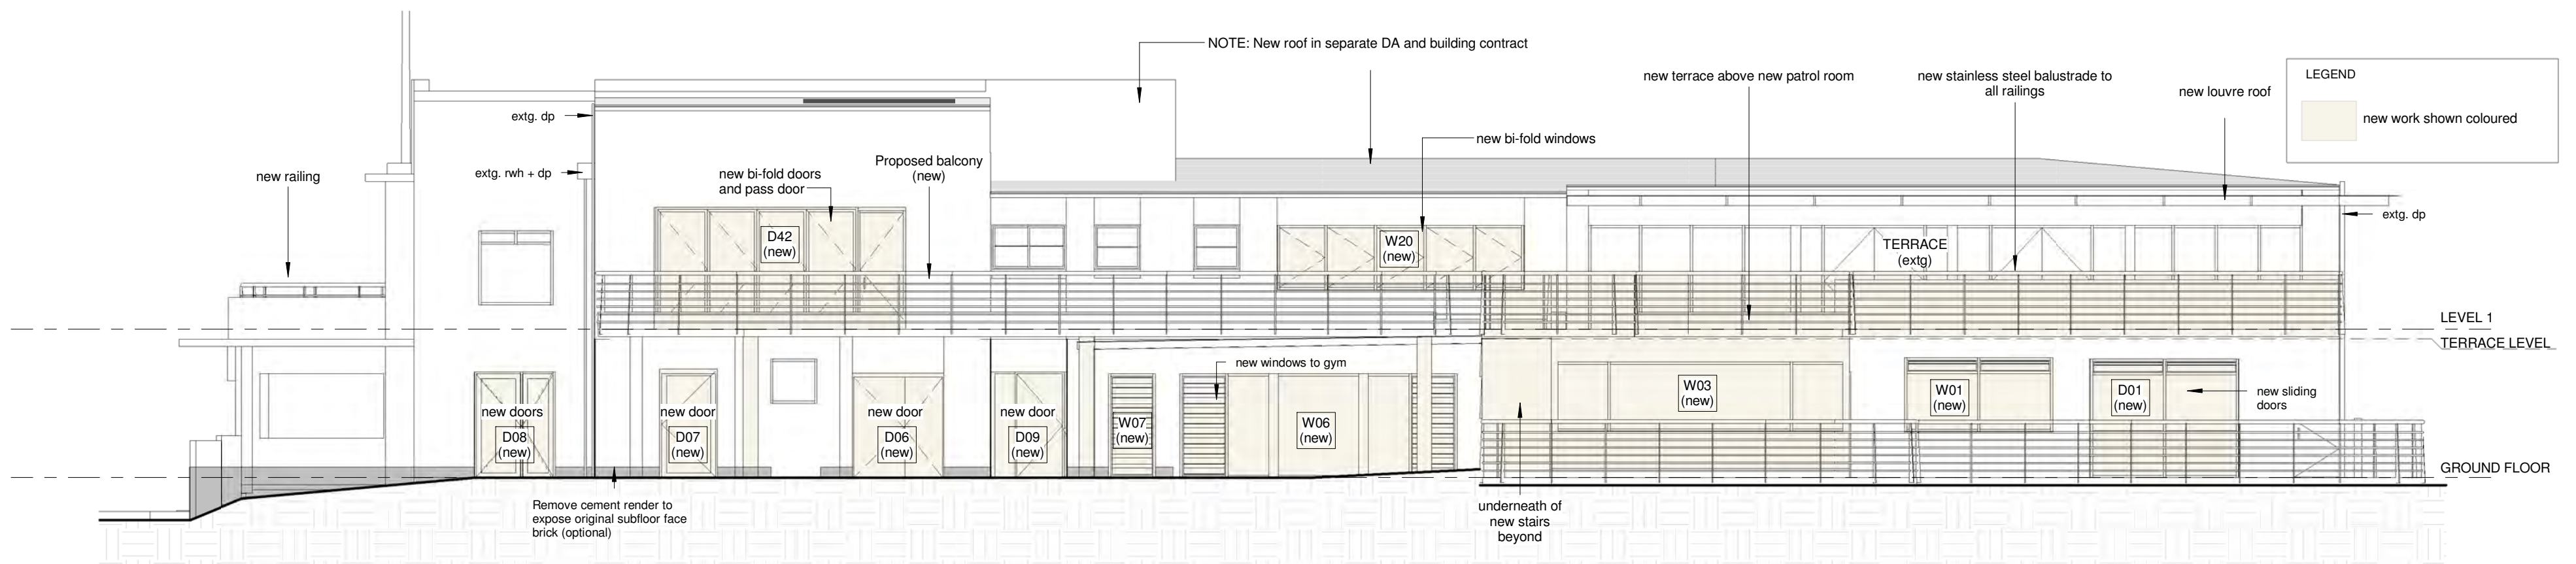 NOTE: New roof in separate DA and building contract
new terrace above new patrol room
new stainless steel balustrade to
all railings
new louvre roof
LEGEND
new work shown coloured
extg. dp
new bi-fold windows
Proposed balcony
(new)
new railing
extg. rwh + dp
new bi-fold doors
and pass door
extg. dp
D42
(new)
W20
(new)
TERRACE
(extg)
LEVEL 1
TERRACE LEVEL
new windows to gym
new doors
D08
(new)
new door
D07
(new)
new door
D06
(new)
new door
D09
(new)
W07
(new)
W06
(new)
W03
(new)
W01
(new)
D01
(new)
new sliding
doors
GROUND FLOOR
Remove cement render to
expose original subfloor face
brick (optional)
underneath of
new stairs
beyond